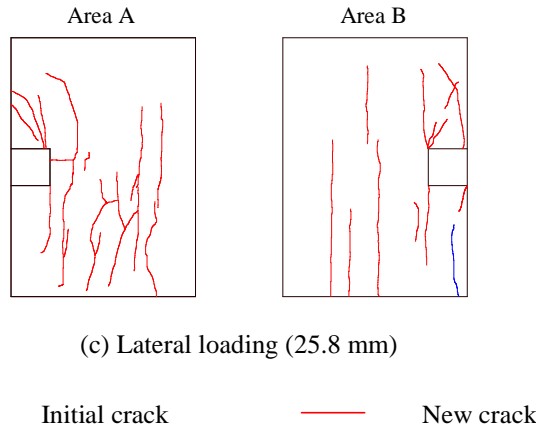 Area A Area B
(c) Lateral loading (25.8 mm)
Initial crack New crack